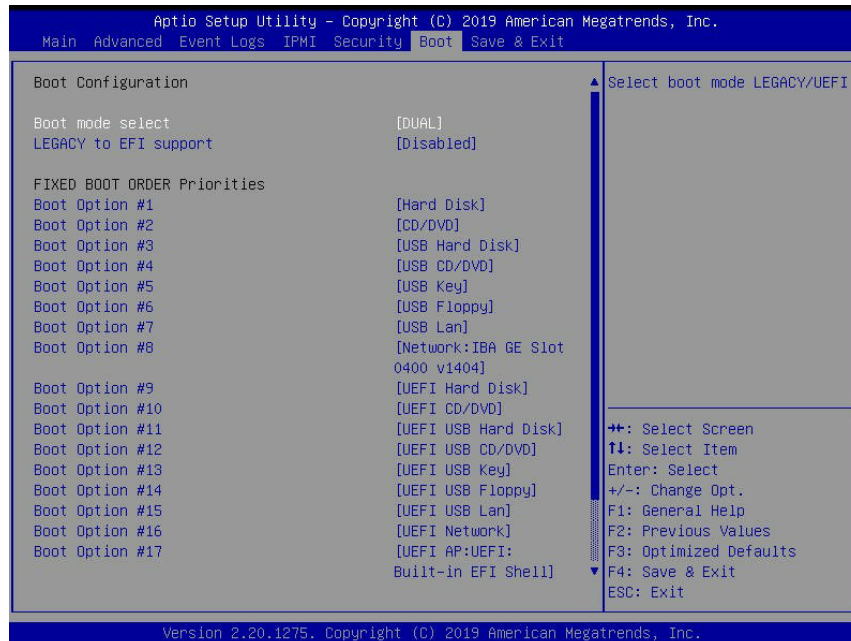 Aptio Setup Utility – Copyright (C) 2019 American Megatrends, Inc.
Main Advanced Event Logs IPMI Security Boot Save & Exit
Boot Configuration
Boot mode select [DUAL]
LEGACY to EFI support [Disabled]
FIXED BOOT ORDER Priorities
Boot Option #1 [Hard Disk]
Boot Option #2 [CD/DVD]
Boot Option #3 [USB Hard Disk]
Boot Option #4 [USB CD/DVD]
Boot Option #5 [USB Key]
Boot Option #6 [USB Floppy]
Boot Option #7 [USB Lan]
Boot Option #8 [Network:IBA GE Slot
0400 v1404]
Boot Option #9 [UEFI Hard Disk]
Boot Option #10 [UEFI CD/DVD]
Boot Option #11 [UEFI USB Hard Disk]
Boot Option #12 [UEFI USB CD/DVD]
Boot Option #13 [UEFI USB Key]
Boot Option #14 [UEFI USB Floppy]
Boot Option #15 [UEFI USB Lan]
Boot Option #16 [UEFI Network]
Boot Option #17 [UEFI AP:UEFI:
Built-in EFI Shell]
Select boot mode LEGACY/UEFI
→←: Select Screen
↑↓: Select Item
Enter: Select
+/-: Change Opt.
F1: General Help
F2: Previous Values
F3: Optimized Defaults
F4: Save & Exit
ESC: Exit
Version 2.20.1275. Copyright (C) 2019 American Megatrends, Inc.